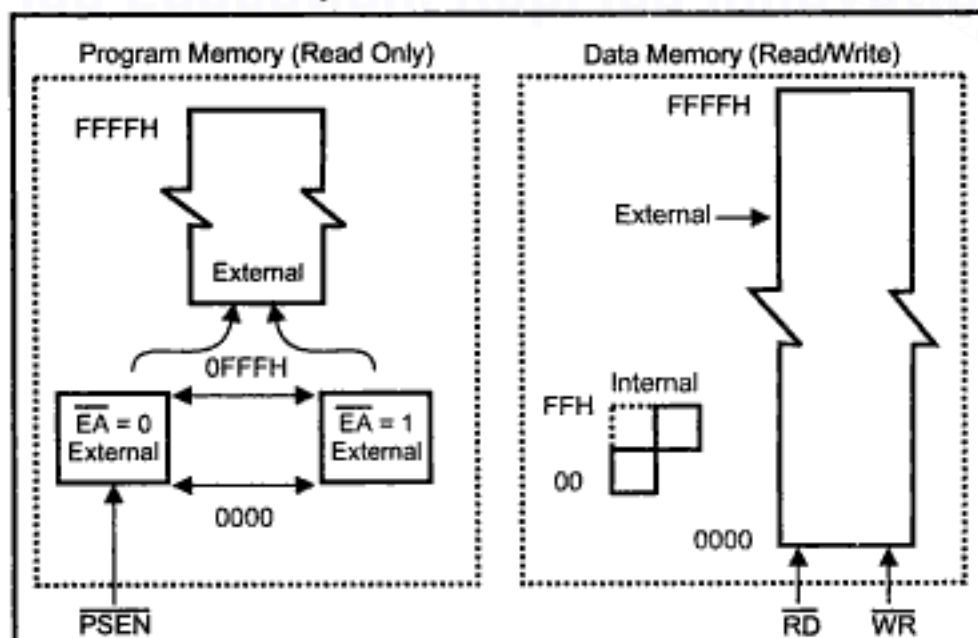 Program Memory (Read Only)
FFFFH
External
0FFFH
EA = 0
External
EA = 1
External
0000
PSEN
Data Memory (Read/Write)
FFFFH
External
Internal
FFH
00
0000
RD
WR